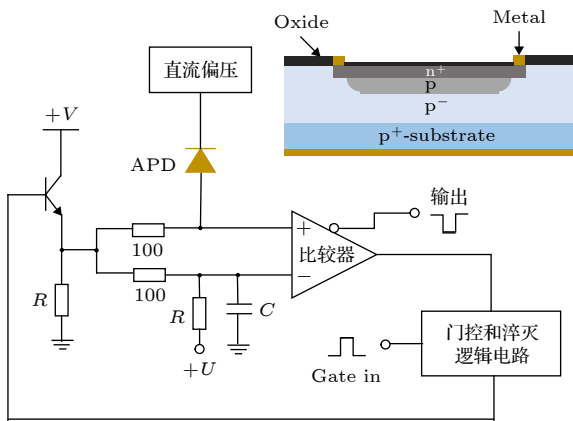 Oxide
Metal
n+
p
p−
p+-substrate
直流偏压
+V
APD
100
100
R
R
C
+U
+
−
比较器
输出
门控和淬灭
逻辑电路
Gate in